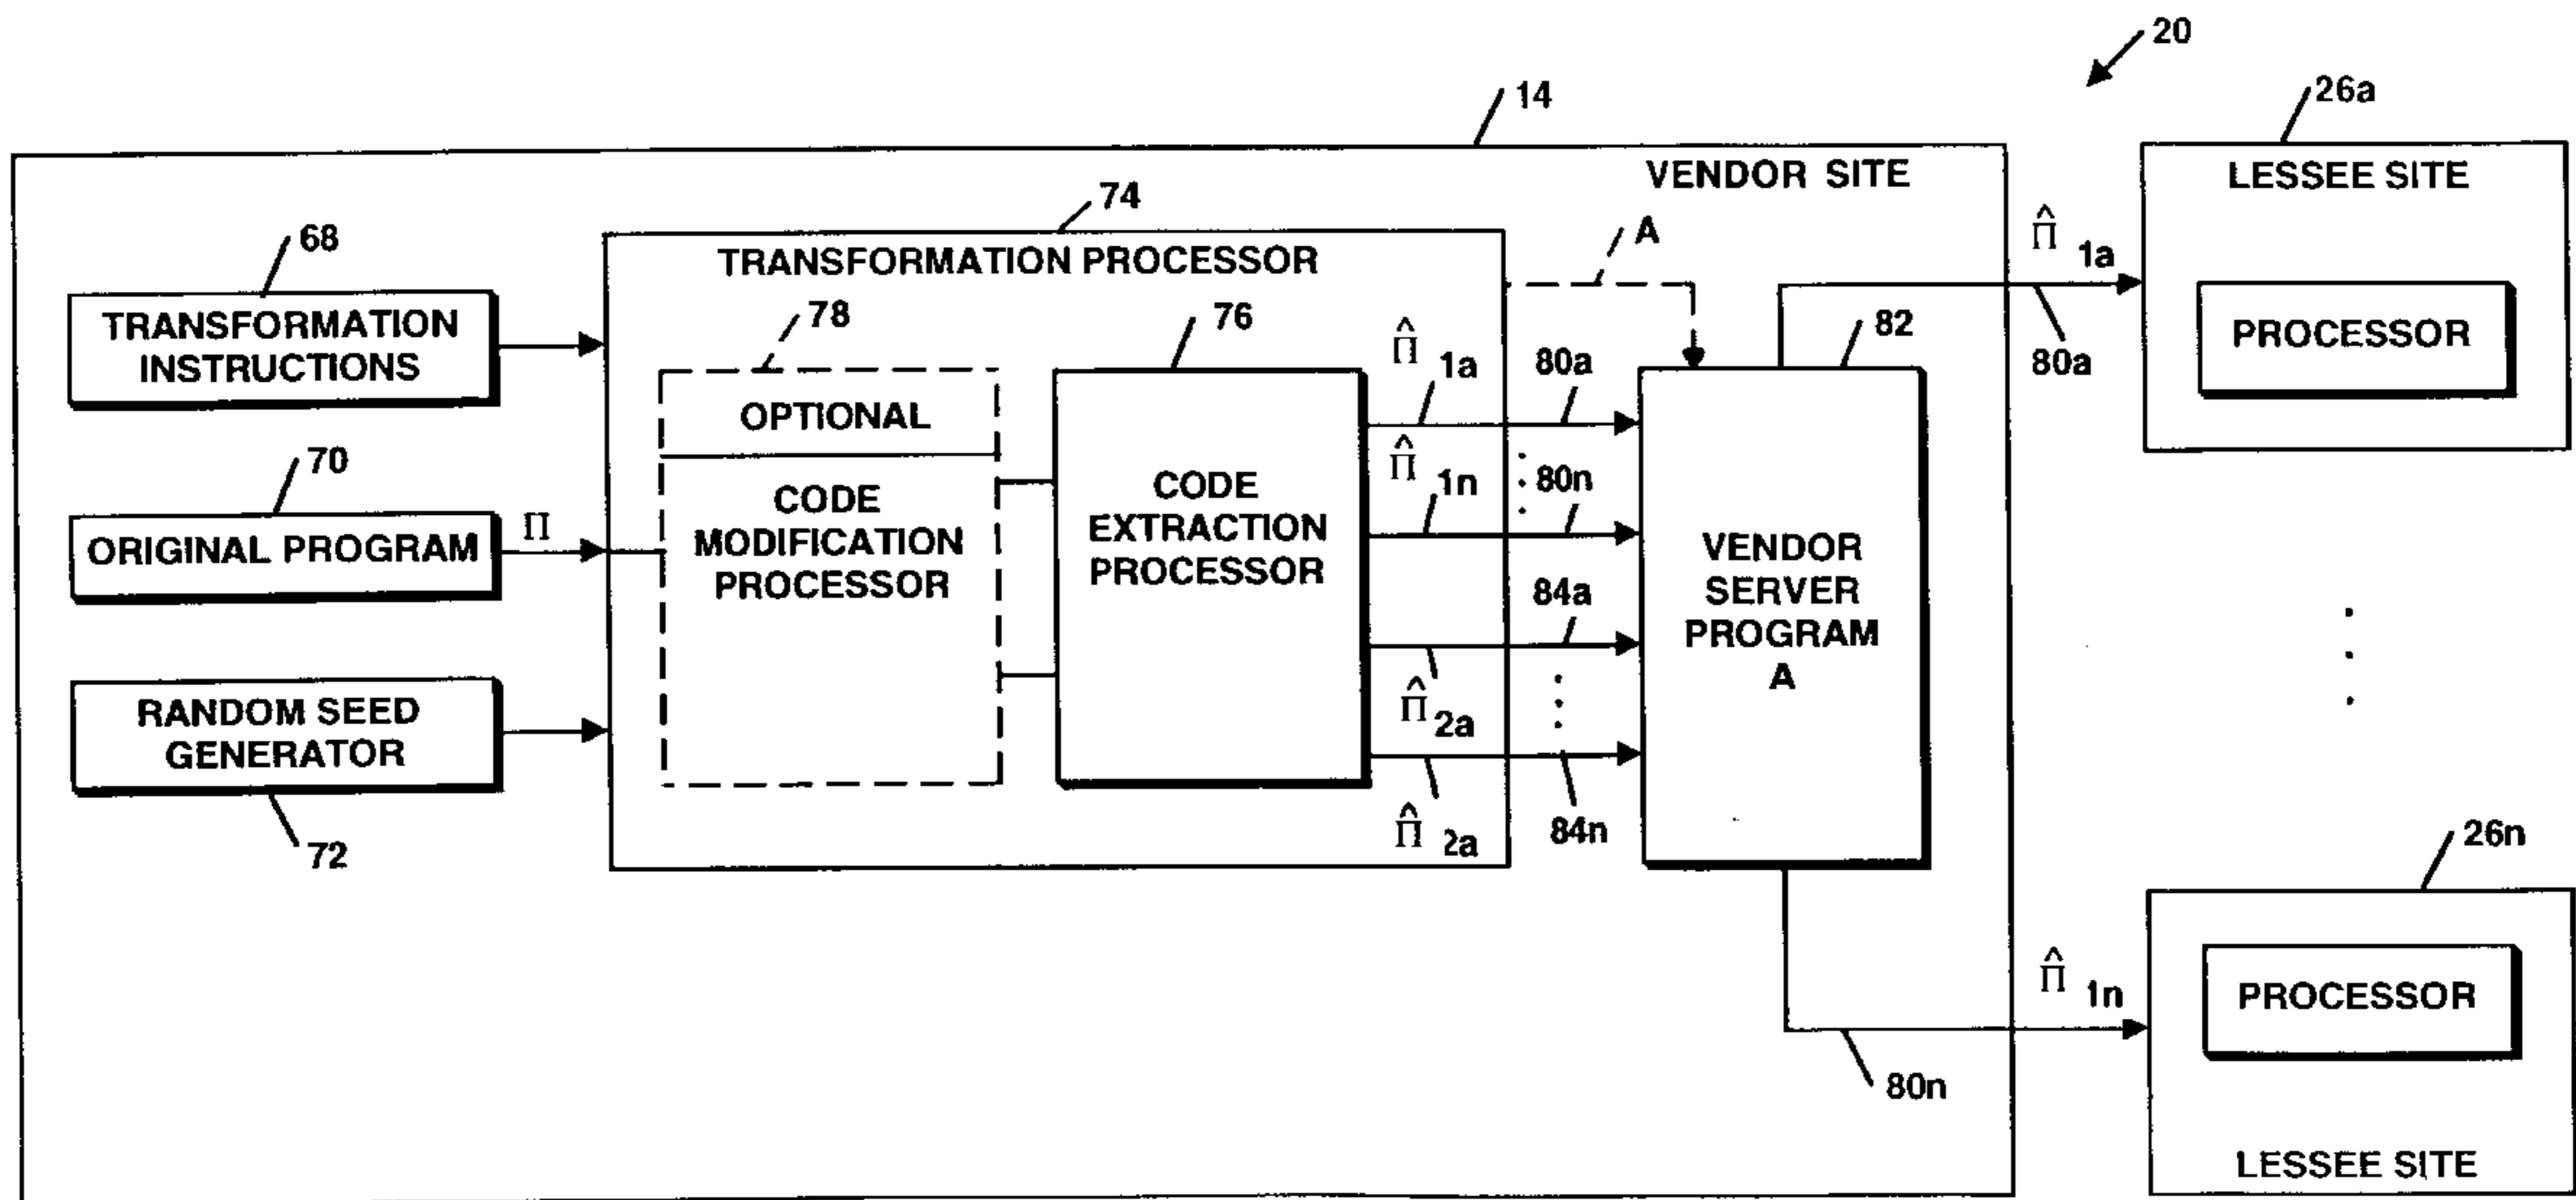 20
14
26a
VENDOR SITE
LESSEE SITE
74
68
A
Π̂ 1a
TRANSFORMATION PROCESSOR
TRANSFORMATION
INSTRUCTIONS
78
76
82
80a
PROCESSOR
Π̂ 1a
80a
OPTIONAL
70
Π̂ 1n
80n
ORIGINAL PROGRAM
Π
CODE
MODIFICATION
PROCESSOR
CODE
EXTRACTION
PROCESSOR
VENDOR
SERVER
PROGRAM
A
84a
RANDOM SEED
GENERATOR
Π̂ 2a
72
Π̂ 2a
84n
26n
Π̂ 1n
PROCESSOR
80n
LESSEE SITE